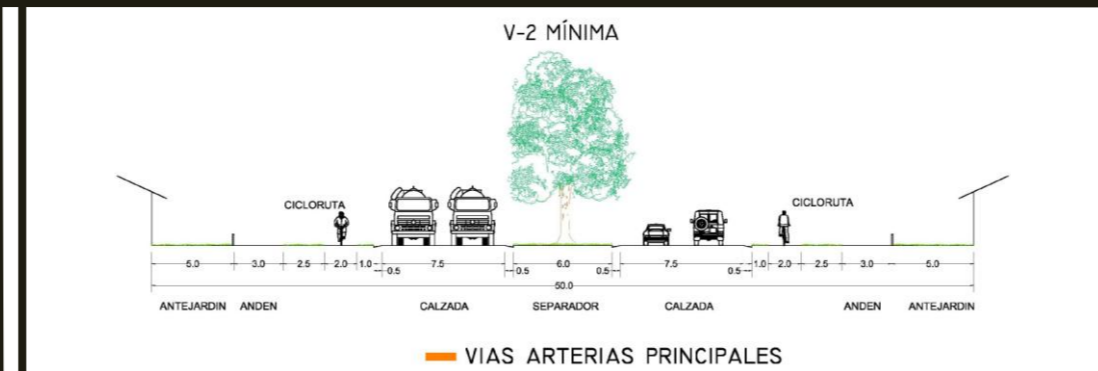 V-2 MÍNIMA
CICLORUTA
CICLORUTA
5.0 3.0 2.5 2.0 1.0 0.5 7.5 0.5 6.0 0.5 7.5 0.5 1.0 2.0 2.5 3.0 5.0
50.0
ANTEJARDIN ANDEN CALZADA SEPARADOR CALZADA ANDEN ANTEJARDIN
VIAS ARTERIAS PRINCIPALES